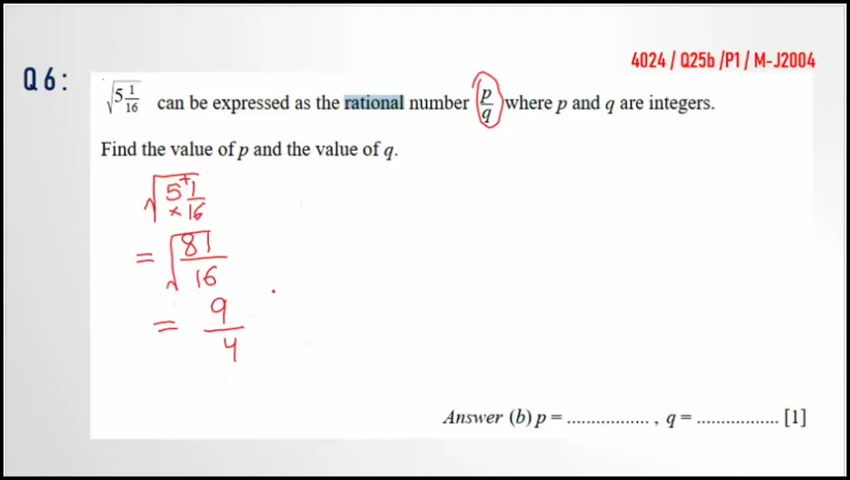 4024 / Q25b /P1 / M-J2004
Q 6 :
√5 1/16 can be expressed as the rational number p/q where p and q are integers.
Find the value of p and the value of q.
√5 + 1/16
×
= √81/16
= 9/4
Answer (b) p = ................. , q = ................. [1]